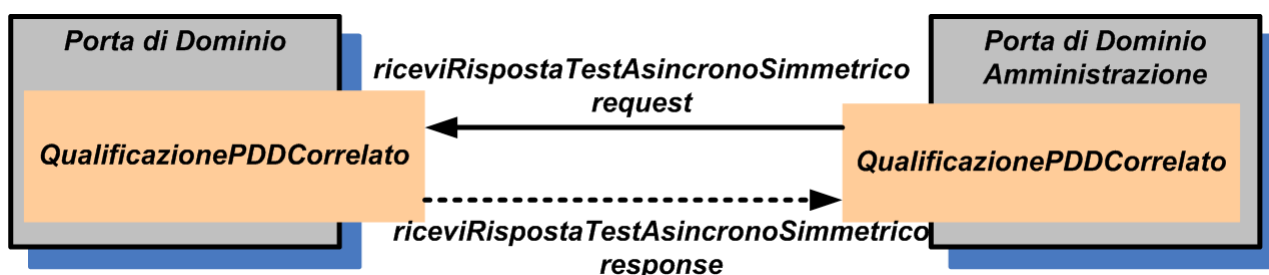 Porta di Dominio
QualificazionePDDCorrelato
riceviRispostaTestAsincronoSimmetrico
request
riceviRispostaTestAsincronoSimmetrico
response
Porta di Dominio
Amministrazione
QualificazionePDDCorrelato